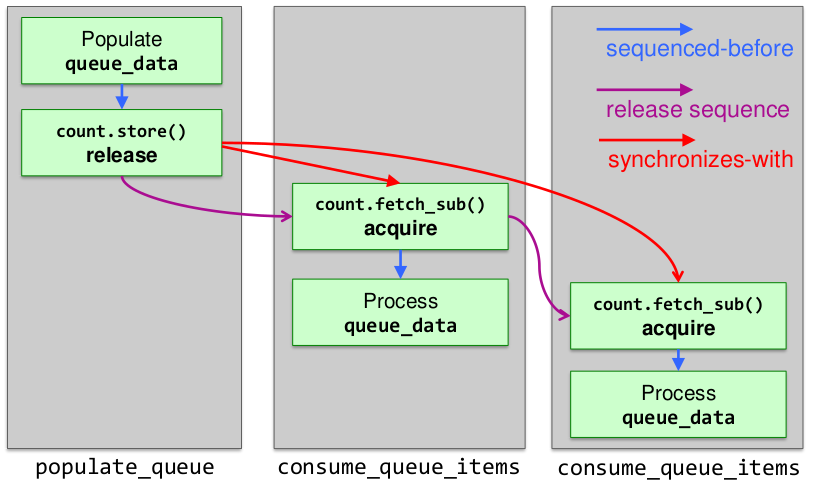 Populate
queue_data
count.store()
release
populate_queue
count.fetch_sub()
acquire
Process
queue_data
consume_queue_items
sequenced-before
release sequence
synchronizes-with
count.fetch_sub()
acquire
Process
queue_data
consume_queue_items